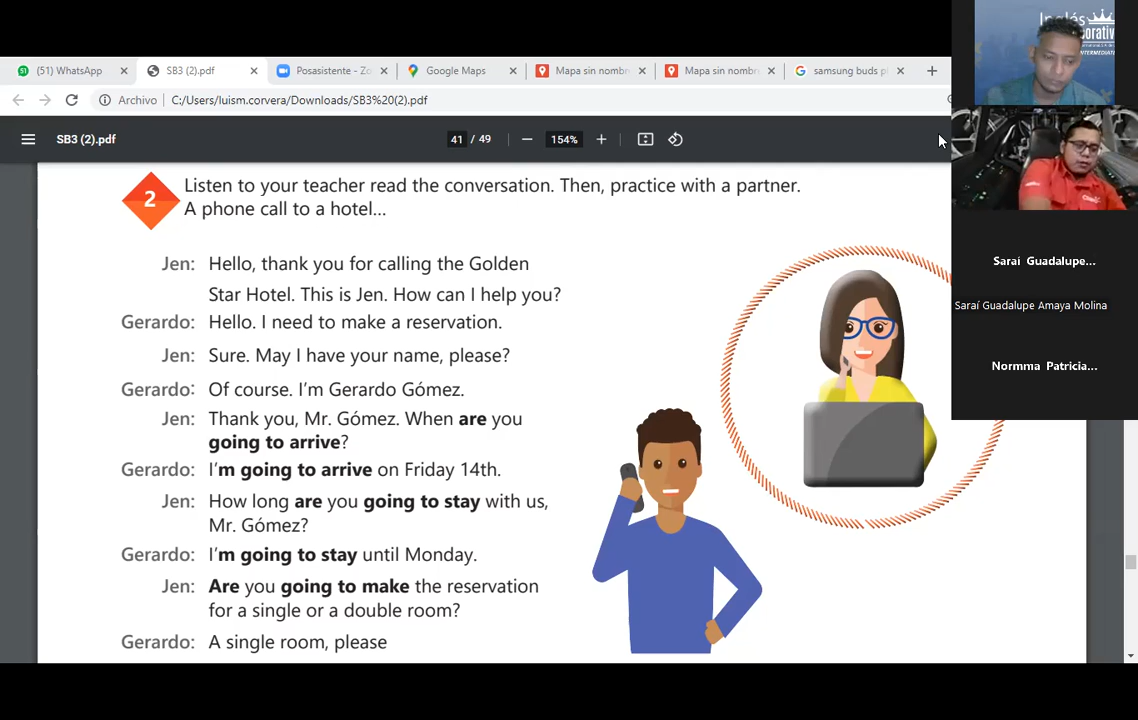 (51) WhatsApp
SB3 (2).pdf
Posasistente - Zo
Google Maps
Mapa sin nombr
Mapa sin nombr
samsung buds p
Archivo
C:/Users/luism.corvera/Downloads/SB3%20(2).pdf
SB3 (2).pdf
41 / 49
154%
Inglés
orativ
INTERMEDIATE
Saraí Guadalupe...
Saraí Guadalupe Amaya Molina
Normma Patricia...
2
Listen to your teacher read the conversation. Then, practice with a partner.
A phone call to a hotel...
Jen: Hello, thank you for calling the Golden
Star Hotel. This is Jen. How can I help you?
Gerardo: Hello. I need to make a reservation.
Jen: Sure. May I have your name, please?
Gerardo: Of course. I'm Gerardo Gómez.
Jen: Thank you, Mr. Gómez. When are you
going to arrive?
Gerardo: I'm going to arrive on Friday 14th.
Jen: How long are you going to stay with us,
Mr. Gómez?
Gerardo: I'm going to stay until Monday.
Jen: Are you going to make the reservation
for a single or a double room?
Gerardo: A single room, please